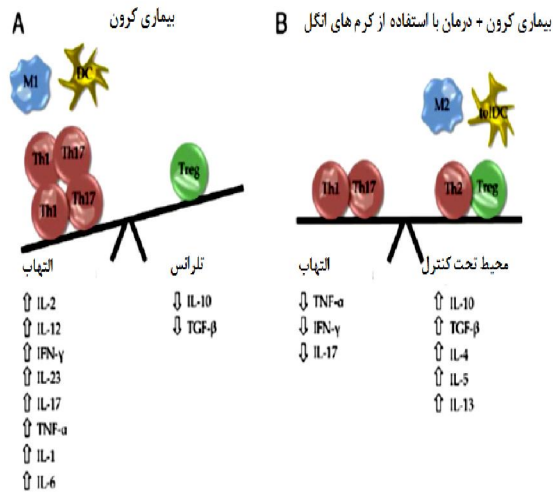 A
بیماری کرون
M1
DC
Th1
Th17
Th1
Th17
Treg
التهاب
⇧ IL-2
⇧ IL-12
⇧ IFN-γ
⇧ IL-23
⇧ IL-17
⇧ TNF-α
⇧ IL-1
⇧ IL-6
تلرانس
⇩ IL-10
⇩ TGF-β
B
بیماری کرون + درمان با استفاده از کرم های انگل
M2
tolDC
Th1
Th17
Th2
Treg
التهاب
⇩ TNF-α
⇩ IFN-γ
⇩ IL-17
محیط تحت کنترل
⇧ IL-10
⇧ TGF-β
⇧ IL-4
⇧ IL-5
⇧ IL-13